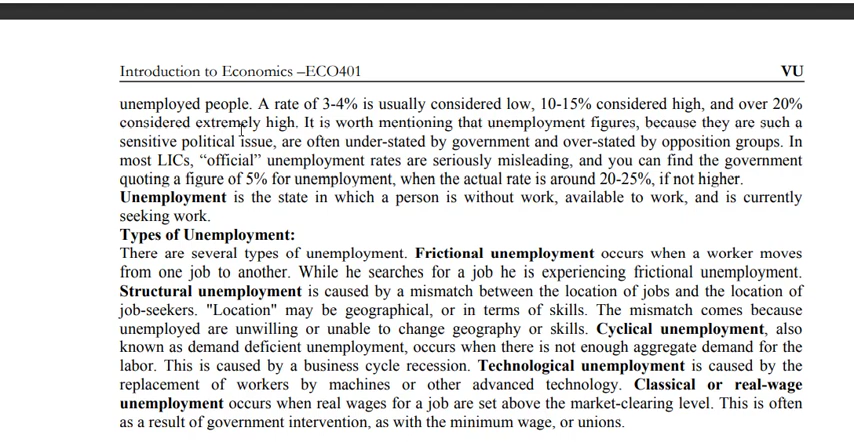 Introduction to Economics –ECO401 VU
unemployed people. A rate of 3-4% is usually considered low, 10-15% considered high, and over 20%
considered extremely high. It is worth mentioning that unemployment figures, because they are such a
sensitive political issue, are often under-stated by government and over-stated by opposition groups. In
most LICs, “official” unemployment rates are seriously misleading, and you can find the government
quoting a figure of 5% for unemployment, when the actual rate is around 20-25%, if not higher.
Unemployment is the state in which a person is without work, available to work, and is currently
seeking work.
Types of Unemployment:
There are several types of unemployment. Frictional unemployment occurs when a worker moves
from one job to another. While he searches for a job he is experiencing frictional unemployment.
Structural unemployment is caused by a mismatch between the location of jobs and the location of
job-seekers. "Location" may be geographical, or in terms of skills. The mismatch comes because
unemployed are unwilling or unable to change geography or skills. Cyclical unemployment, also
known as demand deficient unemployment, occurs when there is not enough aggregate demand for the
labor. This is caused by a business cycle recession. Technological unemployment is caused by the
replacement of workers by machines or other advanced technology. Classical or real-wage
unemployment occurs when real wages for a job are set above the market-clearing level. This is often
as a result of government intervention, as with the minimum wage, or unions.